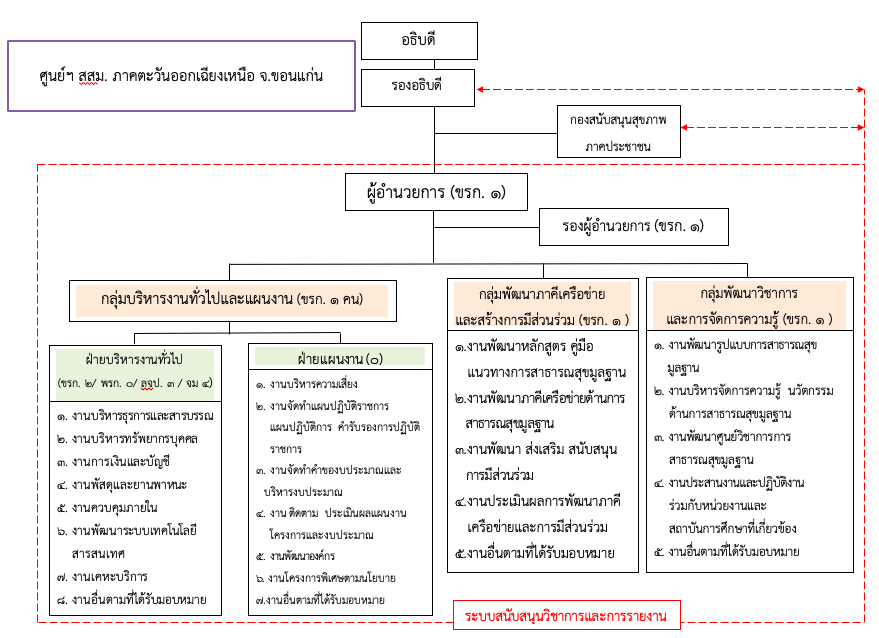 อธิบดี
ศูนย์ฯ สสม. ภาคตะวันออกเฉียงเหนือ จ.ขอนแก่น
รองอธิบดี
กองสนับสนุนสุขภาพ
ภาคประชาชน
ผู้อำนวยการ (ขรก. ๑)
รองผู้อำนวยการ (ขรก. ๑)
กลุ่มบริหารงานทั่วไปและแผนงาน (ขรก. ๑ คน)
ฝ่ายบริหารงานทั่วไป
(ขรก. ๒/ พรก. ๐/ ลูจป. ๓ / จม ๔)
๑. งานบริหารธุรการและสารบรรณ
๒. งานบริหารทรัพยากรบุคคล
๓. งานการเงินและบัญชี
๔. งานพัสดุและยานพาหนะ
๕. งานควบคุมภายใน
๖. งานพัฒนาระบบเทคโนโลยี
สารสนเทศ
๗. งานเคหะบริการ
๘. งานอื่นตามที่ได้รับมอบหมาย
ฝ่ายแผนงาน (๐)
๑. งานบริหารความเสี่ยง
๒. งานจัดทำแผนปฏิบัติราชการ
แผนปฏิบัติการ คำรับรองการปฏิบัติ
ราชการ
๓. งานจัดทำคำของบประมาณและ
บริหารงบประมาณ
๔. งาน ติดตาม ประเมินผลแผนงาน
โครงการและงบประมาณ
๕. งานพัฒนาองค์กร
๖. งานโครงการพิเศษตามนโยบาย
๗.งานอื่นตามที่ได้รับมอบหมาย
กลุ่มพัฒนาภาคีเครือข่าย
และสร้างการมีส่วนร่วม (ขรก. ๑ )
๑.งานพัฒนาหลักสูตร คู่มือ
แนวทางการสาธารณสุขมูลฐาน
๒.งานพัฒนาภาคีเครือข่ายด้านการ
สาธารณสุขมูลฐาน
๓.งานพัฒนา ส่งเสริม สนับสนุน
การมีส่วนร่วม
๔.งานประเมินผลการพัฒนาภาคี
เครือข่ายและการมีส่วนร่วม
๕.งานอื่นตามที่ได้รับมอบหมาย
กลุ่มพัฒนาวิชาการ
และการจัดการความรู้ (ขรก. ๑ )
๑. งานพัฒนารูปแบบการสาธารณสุข
มูลฐาน
๒. งานบริหารจัดการความรู้ นวัตกรรม
ด้านการสาธารณสุขมูลฐาน
๓. งานพัฒนาศูนย์วิชาการการ
สาธารณสุขมูลฐาน
๔. งานประสานงานและปฏิบัติงาน
ร่วมกับหน่วยงานและ
สถาบันการศึกษาที่เกี่ยวข้อง
๕. งานอื่นตามที่ได้รับมอบหมาย
ระบบสนับสนุนวิชาการและการรายงาน